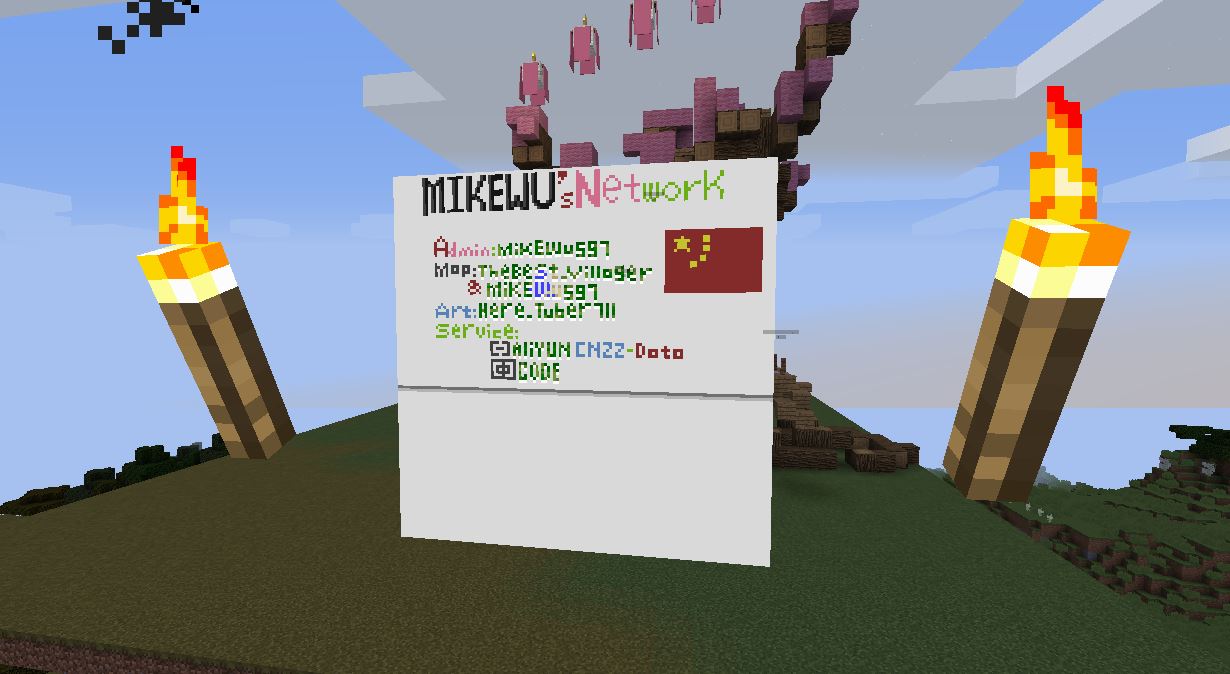 MIKEWU'sNetworK
Admin:MiKEWu597
Map:TheBest_Villager
& MiKEWu597
Art:Here_Tuber711
Service:
AliYUN CNZZ-Data
CODE